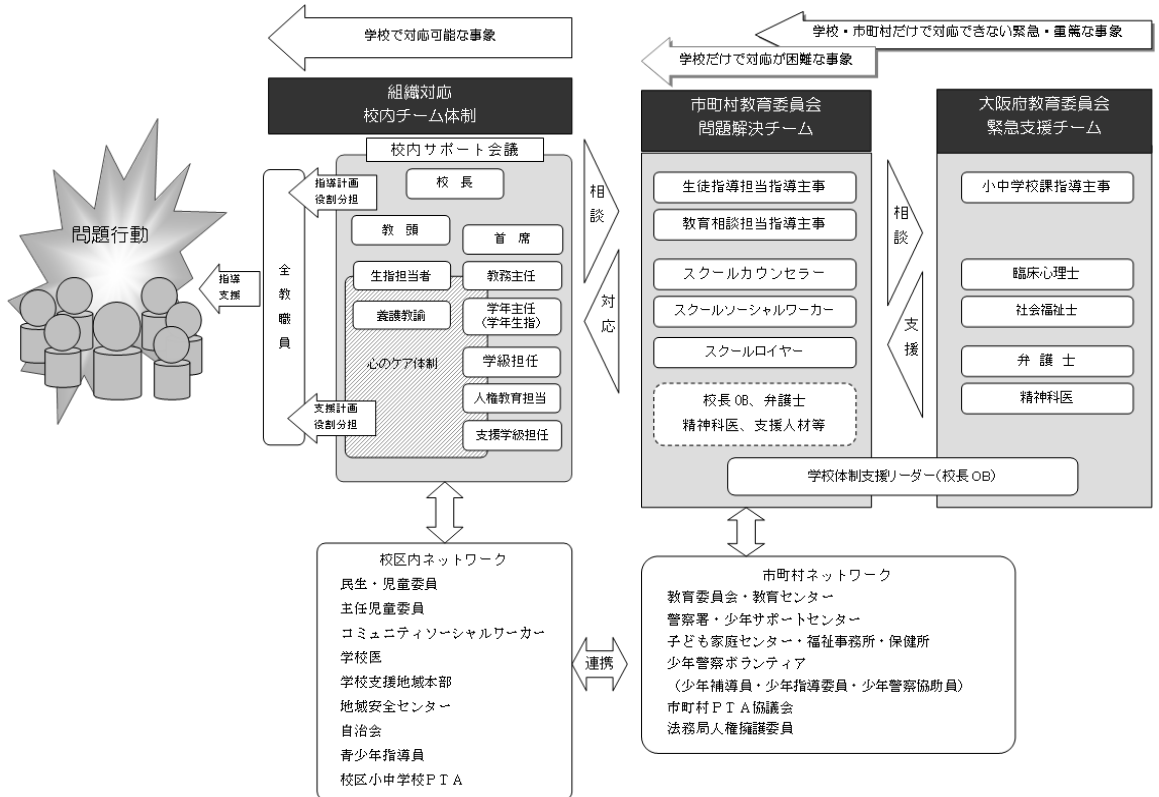 学校で対応可能な事象
学校・市町村だけで対応できない緊急・重篤な事象
学校だけで対応が困難な事象
組織対応
校内チーム体制
市町村教育委員会
問題解決チーム
大阪府教育委員会
緊急支援チーム
問題行動
指導
支援
全教職員
指導計画
役割分担
支援計画
役割分担
校内サポート会議
校長
教頭
首席
生指担当者
教務主任
養護教諭
学年主任
(学年生指)
心のケア体制
学級担任
人権教育担当
支援学級担任
相談
対応
生徒指導担当指導主事
教育相談担当指導主事
スクールカウンセラー
スクールソーシャルワーカー
スクールロイヤー
校長OB、弁護士
精神科医、支援人材等
相談
支援
小中学校課指導主事
臨床心理士
社会福祉士
弁護士
精神科医
学校体制支援リーダー(校長OB)
校区内ネットワーク
民生・児童委員
主任児童委員
コミュニティソーシャルワーカー
学校医
学校支援地域本部
地域安全センター
自治会
青少年指導員
校区小中学校PTA
連携
市町村ネットワーク
教育委員会・教育センター
警察署・少年サポートセンター
子ども家庭センター・福祉事務所・保健所
少年警察ボランティア
(少年補導員・少年指導委員・少年警察協助員)
市町村PTA協議会
法務局人権擁護委員